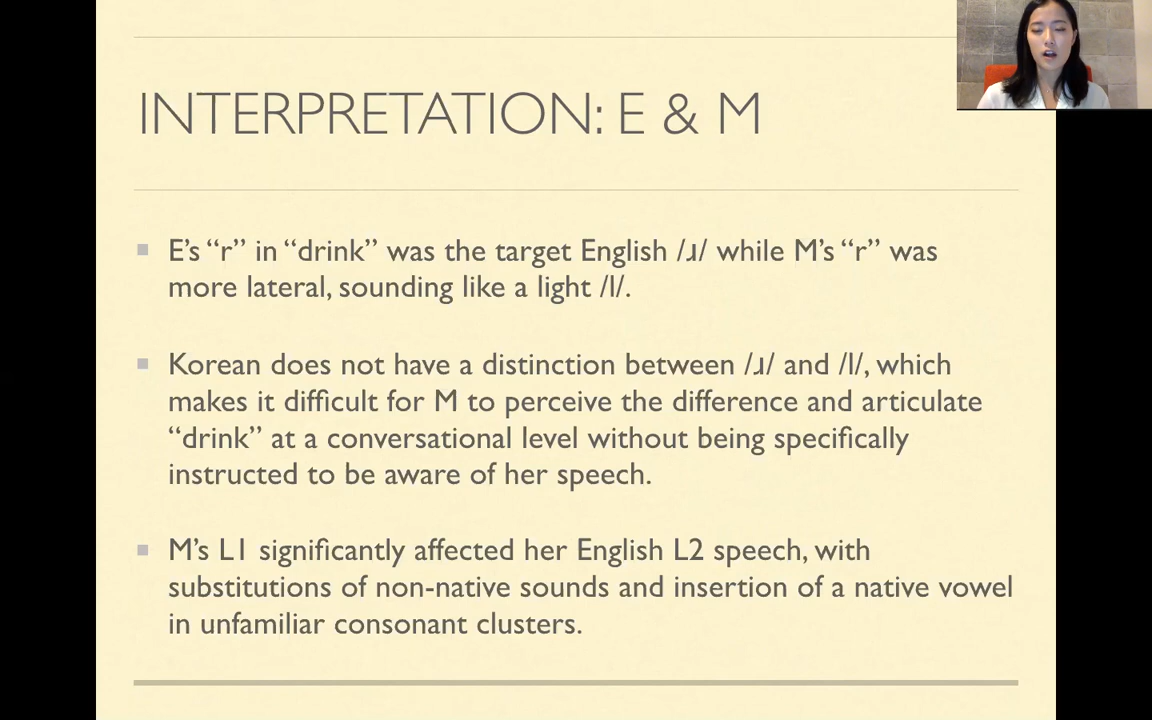 INTERPRETATION: E & M
E’s “r” in “drink” was the target English /ɹ/ while M’s “r” was
more lateral, sounding like a light /l/.
Korean does not have a distinction between /ɹ/ and /l/, which
makes it difficult for M to perceive the difference and articulate
“drink” at a conversational level without being specifically
instructed to be aware of her speech.
M’s L1 significantly affected her English L2 speech, with
substitutions of non-native sounds and insertion of a native vowel
in unfamiliar consonant clusters.